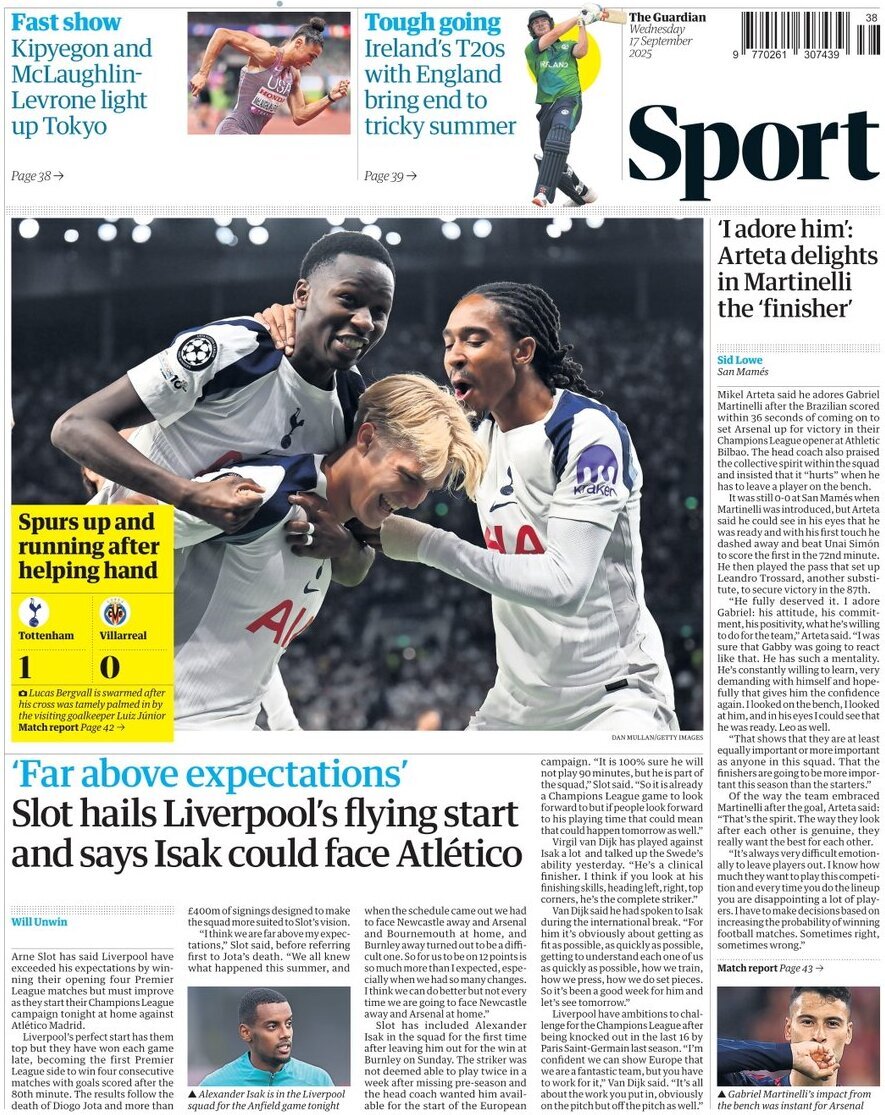 Fast show
Kipyegon and
McLaughlin-
Levrone light
up Tokyo
Page 38 →
USA
HONDA
Tough going
Ireland's T20s
with England
bring end to
tricky summer
Page 39 →
IRELAND
The Guardian
Wednesday
17 September
2025
38
9 770261 307439
Sport
kraken
Spurs up and
running after
helping hand
Tottenham
Villarreal
1
0
Lucas Bergvall is swarmed after
his cross was tamely palmed in by
the visiting goalkeeper Luiz Júnior
Match report Page 42 →
DAN MULLAN/GETTY IMAGES
'I adore him':
Arteta delights
in Martinelli
the 'finisher'
Sid Lowe
San Mamés
Mikel Arteta said he adores Gabriel
Martinelli after the Brazilian scored
within 36 seconds of coming on to
set Arsenal up for victory in their
Champions League opener at Athletic
Bilbao. The head coach also praised
the collective spirit within the squad
and insisted that it "hurts" when he
has to leave a player on the bench.
It was still 0-0 at San Mamés when
Martinelli was introduced, but Arteta
said he could see in his eyes that he
was ready and with his first touch he
dashed away and beat Unai Simón
to score the first in the 72nd minute.
He then played the pass that set up
Leandro Trossard, another substi-
tute, to secure victory in the 87th.
"He fully deserved it. I adore
Gabriel: his attitude, his commit-
ment, his positivity, what he's willing
to do for the team," Arteta said. "I was
sure that Gabby was going to react
like that. He has such a mentality.
He's constantly willing to learn, very
demanding with himself and hope-
fully that gives him the confidence
again. I looked on the bench, I looked
at him, and in his eyes I could see that
he was ready. Leo as well.
"That shows that they are at least
equally important or more important
as anyone in this squad. That the
finishers are going to be more impor-
tant this season than the starters."
Of the way the team embraced
Martinelli after the goal, Arteta said:
"That's the spirit. The way they look
after each other is genuine, they
really want the best for each other.
"It's always very difficult emotion-
ally to leave players out. I know how
much they want to play this competi-
tion and every time you do the lineup
you are disappointing a lot of play-
ers. I have to make decisions based on
increasing the probability of winning
football matches. Sometimes right,
sometimes wrong."
Match report Page 43 →
▲ Gabriel Martinelli's impact from
the bench was instant for Arsenal
'Far above expectations'
Slot hails Liverpool's flying start
and says Isak could face Atlético
Will Unwin
Arne Slot has said Liverpool have
exceeded his expectations by win-
ning their opening four Premier
League matches but must improve
as they start their Champions League
campaign tonight at home against
Atlético Madrid.
Liverpool's perfect start has them
top but they have won each game
late, becoming the first Premier
League side to win four consecutive
matches with goals scored after the
80th minute. The results follow the
death of Diogo Jota and more than
£400m of signings designed to make
the squad more suited to Slot's vision.
"I think we are far above my expec-
tations," Slot said, before referring
first to Jota's death. "We all knew
what happened this summer, and
▲ Alexander Isak is in the Liverpool
squad for the Anfield game tonight
when the schedule came out we had
to face Newcastle away and Arsenal
and Bournemouth at home, and
Burnley away turned out to be a diffi-
cult one. So for us to be on 12 points is
so much more than I expected, espe-
cially when we had so many changes.
I think we can do better but not every
time we are going to face Newcastle
away and Arsenal at home."
Slot has included Alexander
Isak in the squad for the first time
after leaving him out for the win at
Burnley on Sunday. The striker was
not deemed able to play twice in a
week after missing pre-season and
the head coach wanted him avail-
able for the start of the European
campaign. "It is 100% sure he will
not play 90 minutes, but he is part of
the squad," Slot said. "So it is already
a Champions League game to look
forward to but if people look forward
to his playing time that could mean
that could happen tomorrow as well."
Virgil van Dijk has played against
Isak a lot and talked up the Swede's
ability yesterday. "He's a clinical
finisher. I think if you look at his
finishing skills, heading left, right, top
corners, he's the complete striker."
Van Dijk said he had spoken to Isak
during the international break. "For
him it's obviously about getting as
fit as possible, as quickly as possible,
getting to understand each one of us
as quickly as possible, how we train,
how we press, how we do set pieces.
So it's been a good week for him and
let's see tomorrow."
Liverpool have ambitions to chal-
lenge for the Champions League after
being knocked out in the last 16 by
Paris Saint-Germain last season. "I'm
confident we can show Europe that
we are a fantastic team, but you have
to work for it," Van Dijk said. "It's all
about the work you put in, obviously
on the pitch but off the pitch as well."